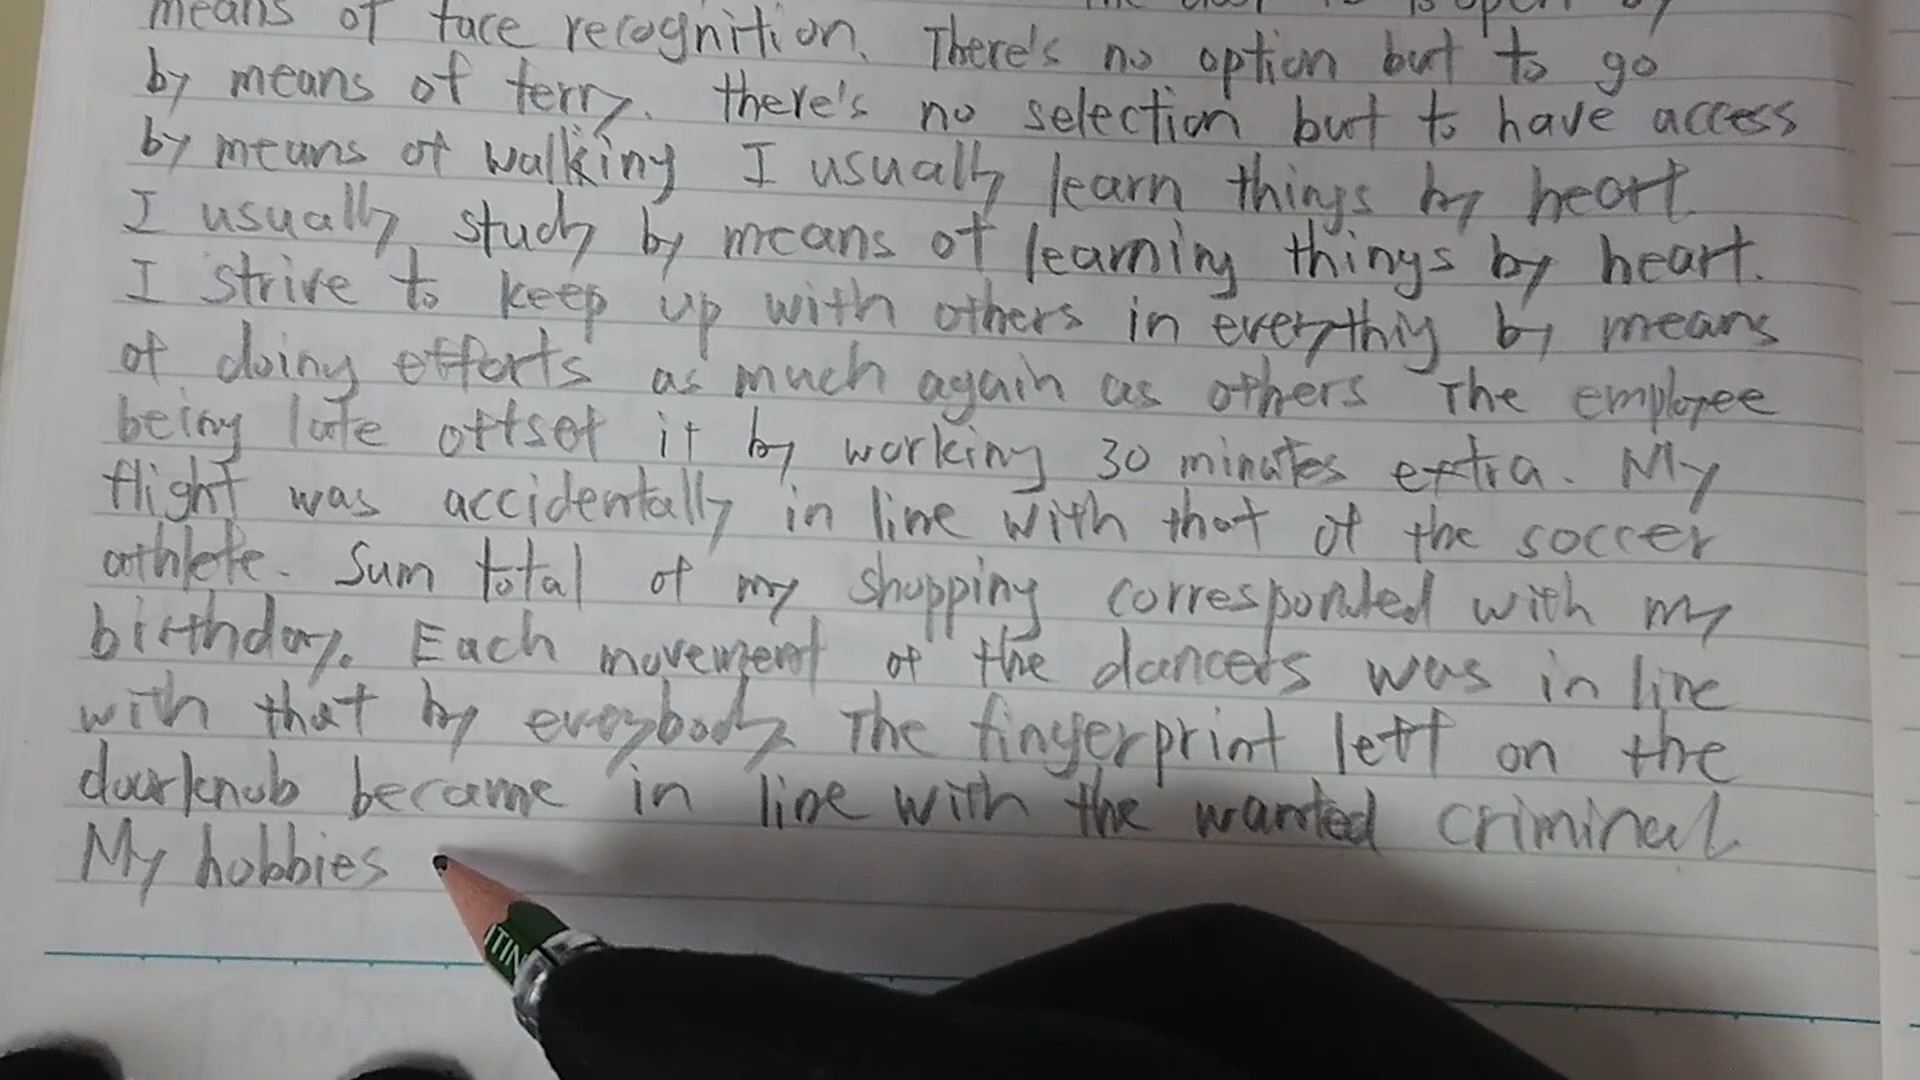 means of face recognition. There's no option but to go
by means of ferry. there's no selection but to have access
by means of walking I usually learn things by heart
I usually study by means of learning things by heart.
I strive to keep up with others in everything by means
of doing efforts as much again as others The employee
being late offset it by working 30 minutes extra. My
flight was accidentally in line with that of the soccer
athlete. Sum total of my shopping corresponded with my
birthday. Each movement of the dancers was in line
with that by everybody The fingerprint left on the
doorknob became in line with the wanted criminal.
My hobbies
TIN